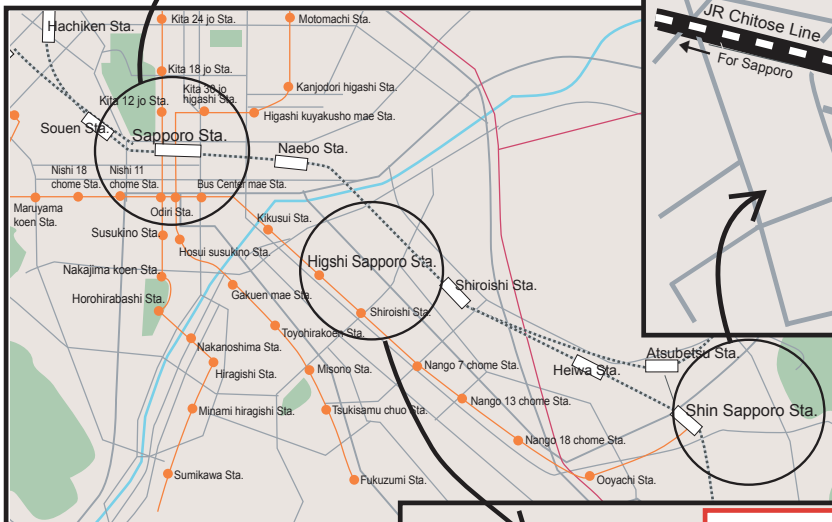 Hachiken Sta.
Kita 24 jo Sta.
Motomachi Sta.
JR Chitose Line
For Sapporo
Kita 18 jo Sta.
Kita 30 jo
higashi Sta.
Kanjodori higashi Sta.
Kita 12 jo Sta.
Higashi kuyakusho mae Sta.
Souen Sta.
Sapporo Sta.
Naebo Sta.
Nishi 18
chome Sta.
Nishi 11
chome Sta.
Bus Center mae Sta.
Maruyama
koen Sta.
Odiri Sta.
Kikusui Sta.
Susukino Sta.
Hosui susukino Sta.
Higshi Sapporo Sta.
Nakajima koen Sta.
Gakuen mae Sta.
Shiroishi Sta.
Horohirabashi Sta.
Shiroishi Sta.
Toyohirakoen Sta.
Nakanoshima Sta.
Atsubetsu Sta.
Hiragishi Sta.
Misono Sta.
Nango 7 chome Sta.
Heiwa Sta.
Nango 13 chome Sta.
Minami hiragishi Sta.
Tsukisamu chuo Sta.
Shin Sapporo Sta.
Nango 18 chome Sta.
Sumikawa Sta.
Fukuzumi Sta.
Ooyachi Sta.